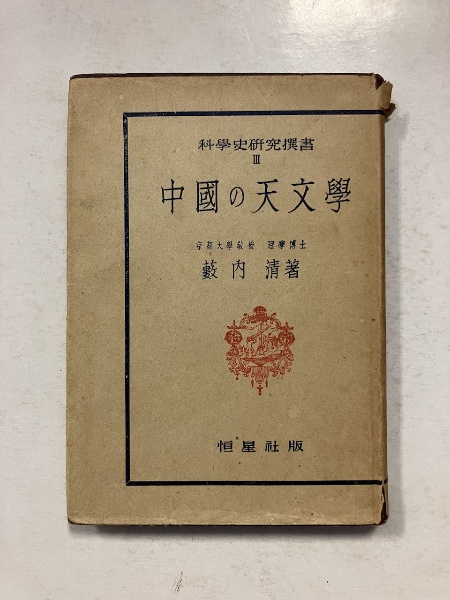 科學史研究撰書
III
中國の天文學
京都大學敎授 理學博士
藪内 清著
恒星社版